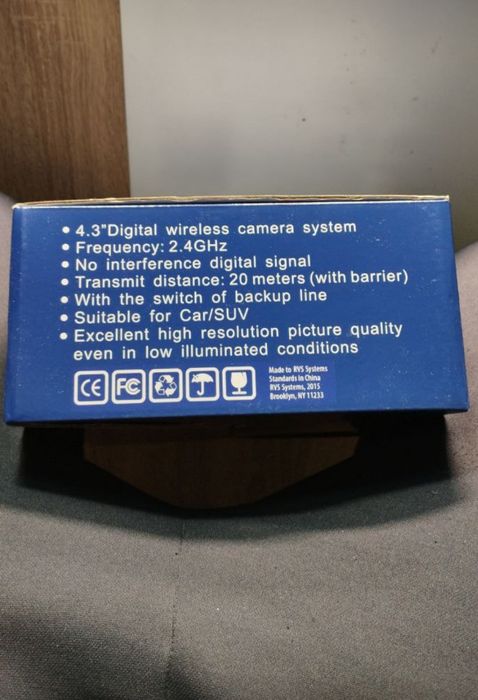 • 4.3"Digital wireless camera system
• Frequency: 2.4GHz
• No interference digital signal
• Transmit distance: 20 meters (with barrier)
• With the switch of backup line
• Suitable for Car/SUV
• Excellent high resolution picture quality
even in low illuminated conditions
CE FC
Made to RVS Systems
Standards in China
RVS Systems, 2015
Brooklyn, NY 11233